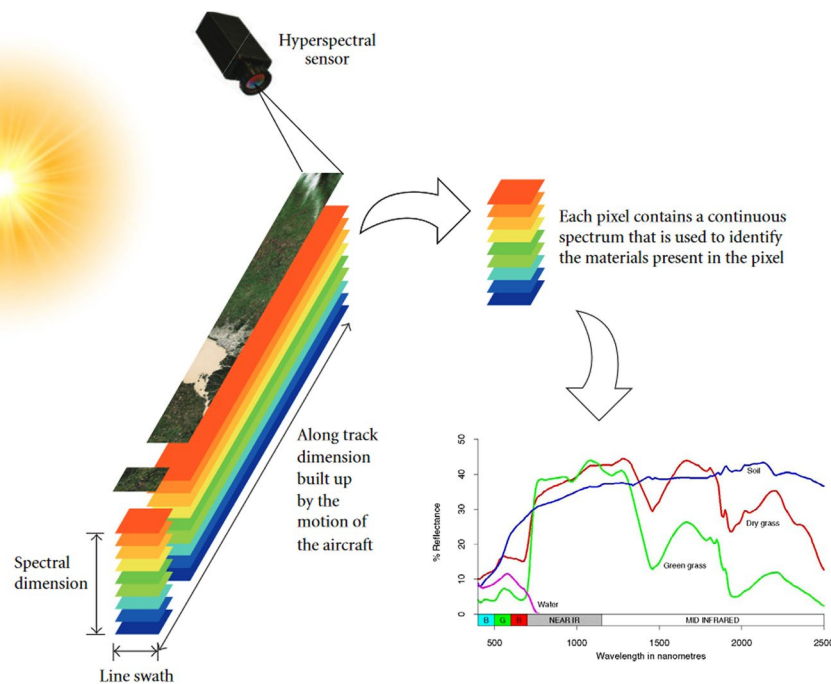 Hyperspectral
sensor
Each pixel contains a continuous
spectrum that is used to identify
the materials present in the pixel
Along track
dimension
built up
by the
motion of
the aircraft
Spectral
dimension
Line swath
50
40
30
20
10
0
% Reflectance
Soil
Dry grass
Green grass
Water
B G R NEAR IR MID INFRARED
500 1000 1500 2000 2500
Wavelength in nanometres